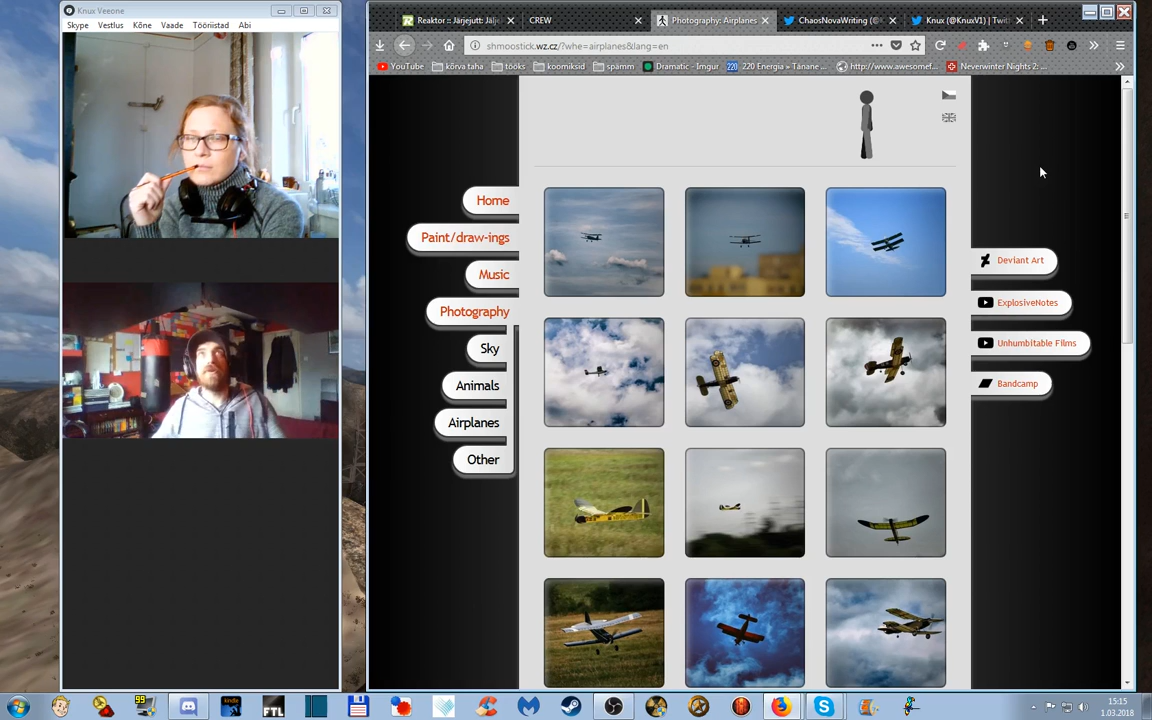 Knux Veeone
Skype Vestlus Kõne Vaade Tööriistad Abi
Reaktor :: Järjejutt: Jälje
CREW
Photography: Airplanes
ChaosNovaWriting (@
Knux (@KnuxV1) | Twit
shmoostick.wz.cz/?whe=airplanes&lang=en
YouTube kõrva taha tööks koomiksid spämm Dramatic - Imgur 220 Energia » Tänane ... http://www.awesomef... Neverwinter Nights 2: ...
Home
Paint/draw-ings
Music
Photography
Sky
Animals
Airplanes
Other
Deviant Art
ExplosiveNotes
Unhumbitable Films
Bandcamp
99
kindle
FTL
15:15
1.03.2018